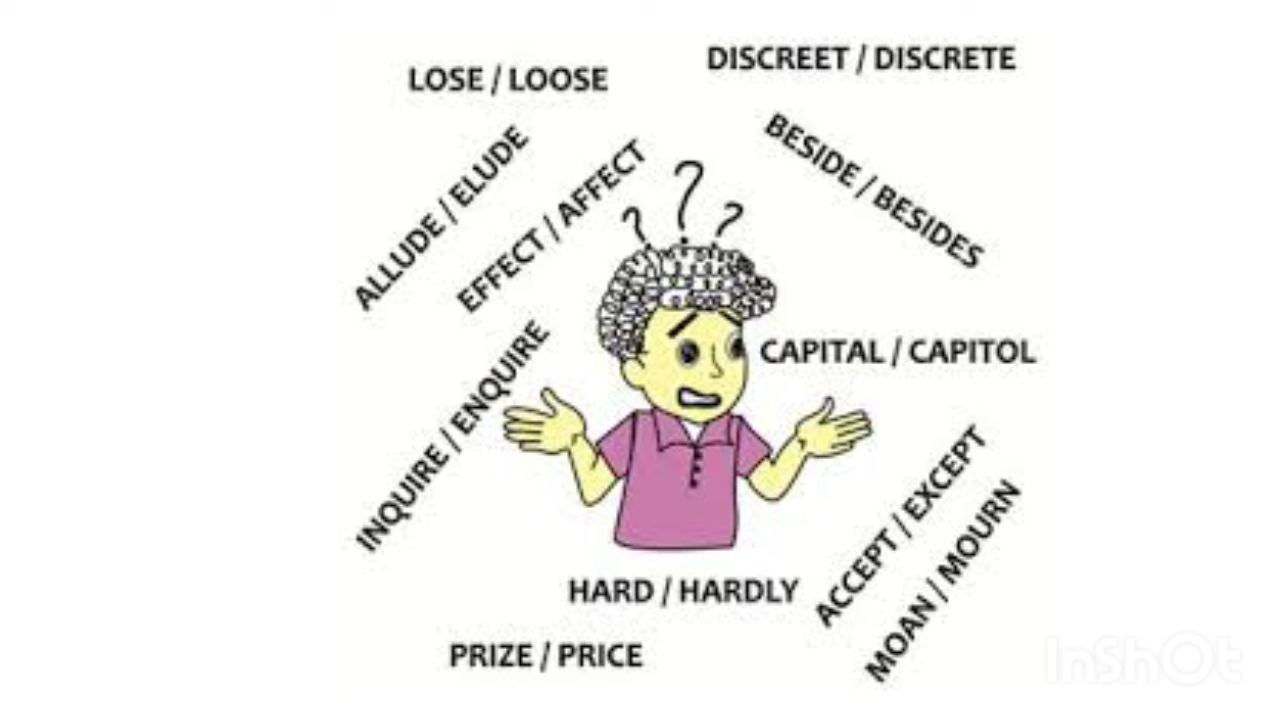 DISCREET / DISCRETE
LOSE / LOOSE
ALLUDE / ELUDE
EFFECT / AFFECT
BESIDE / BESIDES
CAPITAL / CAPITOL
INQUIRE / ENQUIRE
ACCEPT / EXCEPT
MOAN / MOURN
HARD / HARDLY
PRIZE / PRICE
InShOt